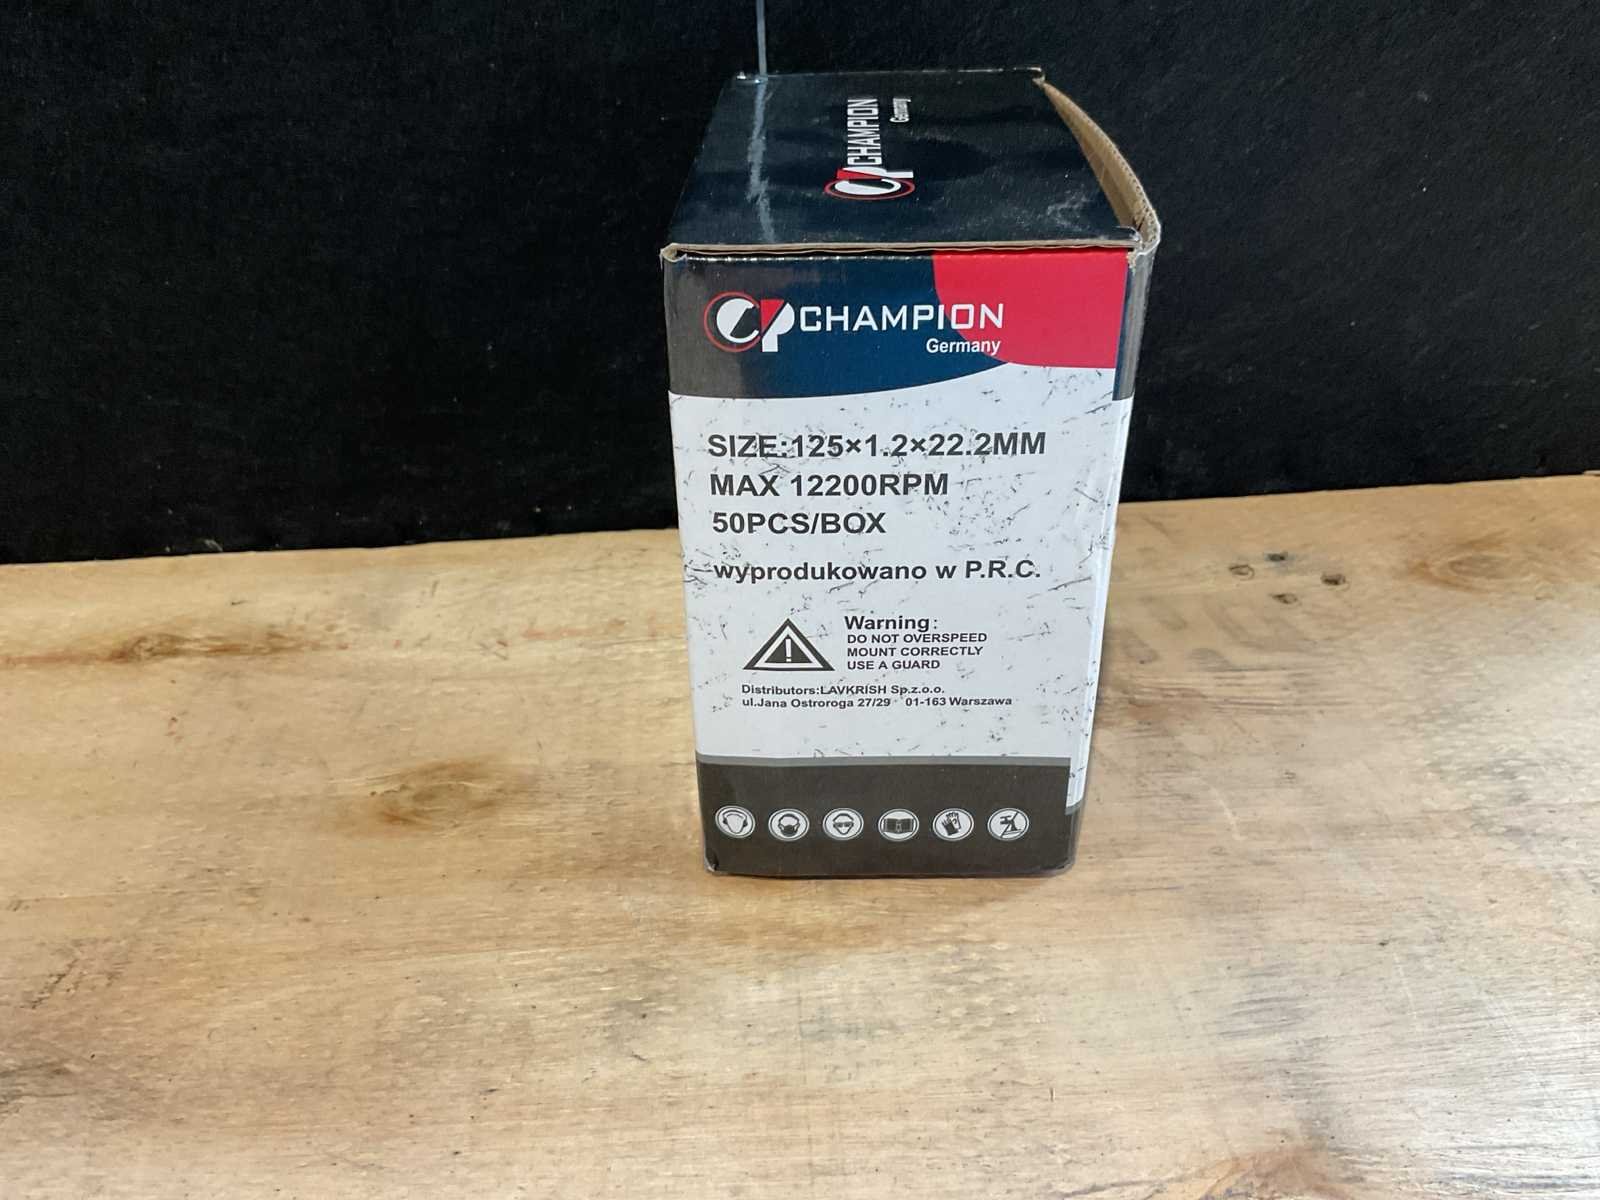 CHAMPION
Germany
CHAMPION
Germany
SIZE:125×1.2×22.2MM
MAX 12200RPM
50PCS/BOX
wyprodukowano w P.R.C.
Warning:
DO NOT OVERSPEED
MOUNT CORRECTLY
USE A GUARD
Distributors:LAVKRISH Sp.z.o.o.
ul.Jana Ostroroga 27/29 01-163 Warszawa